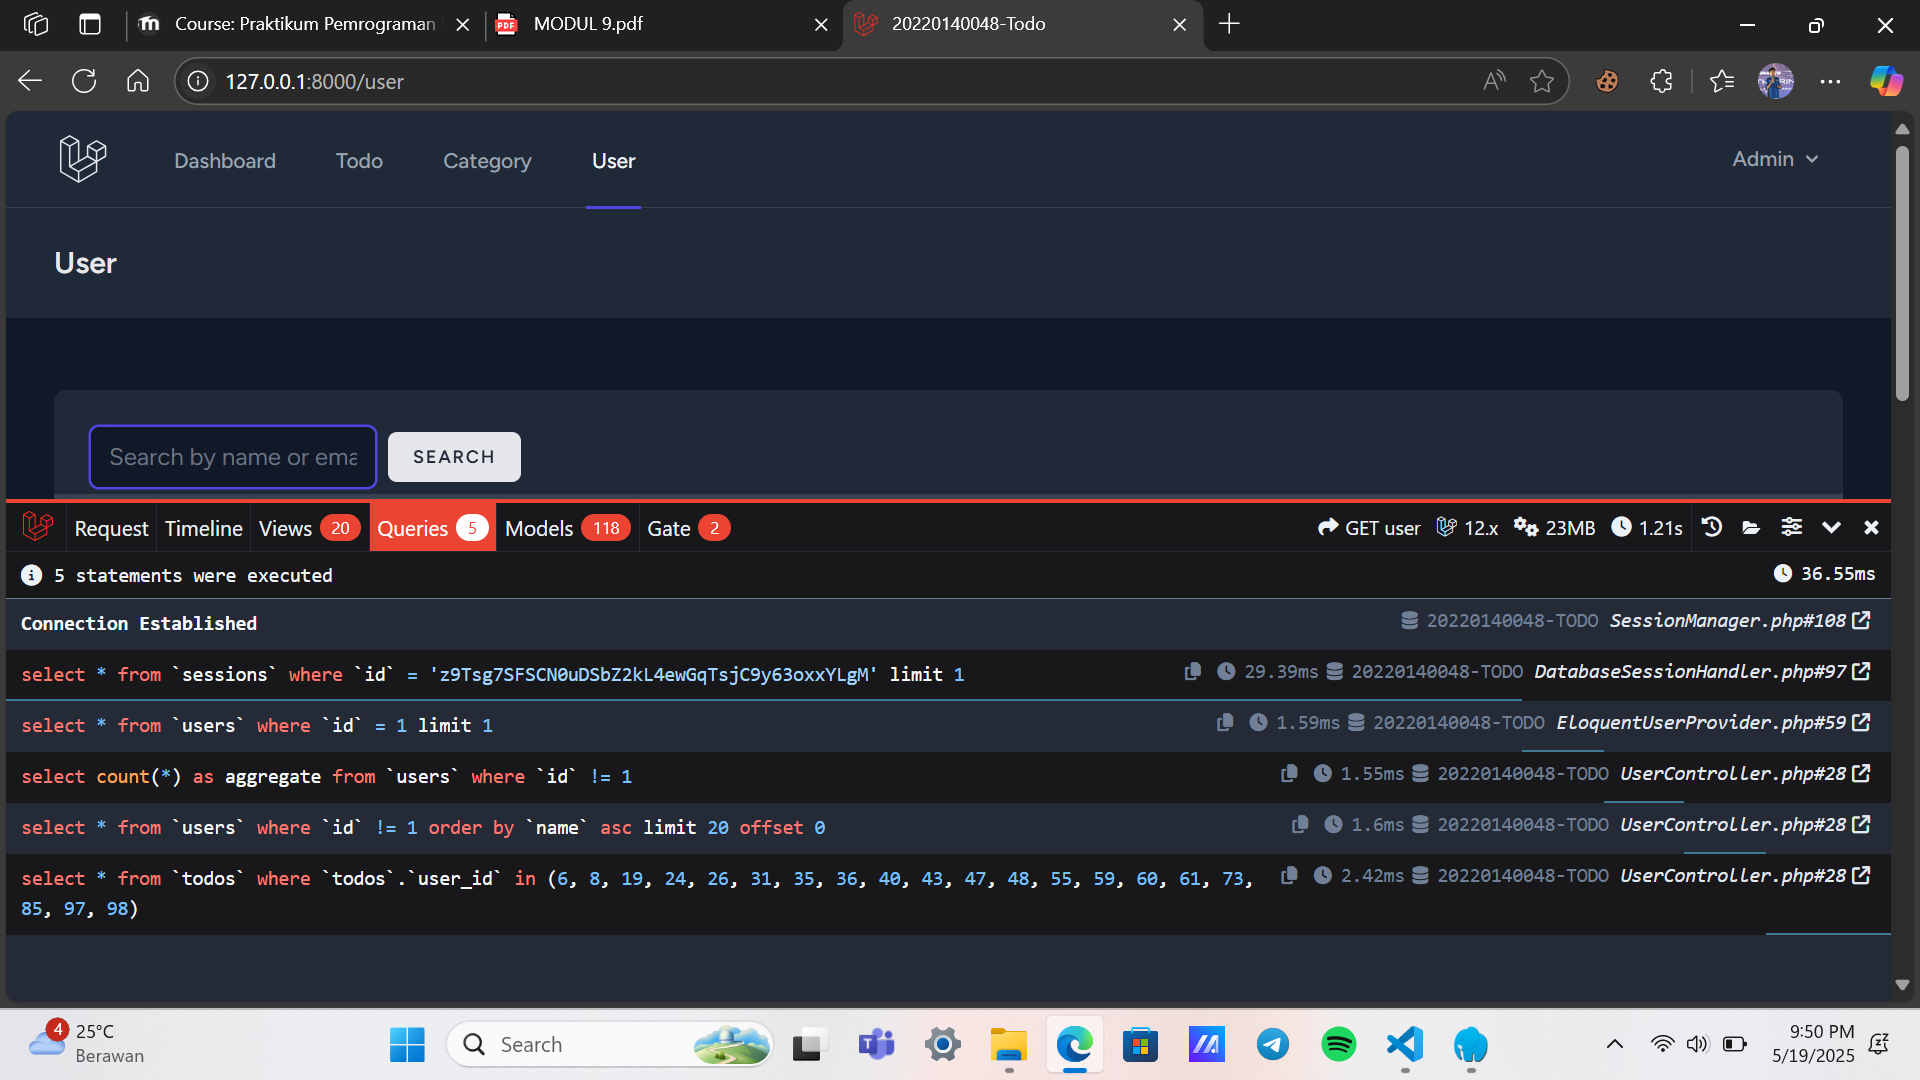 Course: Praktikum Pemrograman
MODUL 9.pdf
20220140048-Todo
127.0.0.1:8000/user
Dashboard
Todo
Category
User
Admin
User
Search by name or ema
SEARCH
Request
Timeline
Views 20
Queries 5
Models 118
Gate 2
GET user
12.x
23MB
1.21s
5 statements were executed
36.55ms
Connection Established
20220140048-TODO SessionManager.php#108
select * from `sessions` where `id` = 'z9Tsg7SFSCN0uDSbZ2kL4ewGqTsjC9y63oxxYLgM' limit 1
29.39ms 20220140048-TODO DatabaseSessionHandler.php#97
select * from `users` where `id` = 1 limit 1
1.59ms 20220140048-TODO EloquentUserProvider.php#59
select count(*) as aggregate from `users` where `id` != 1
1.55ms 20220140048-TODO UserController.php#28
select * from `users` where `id` != 1 order by `name` asc limit 20 offset 0
1.6ms 20220140048-TODO UserController.php#28
select * from `todos` where `todos`.`user_id` in (6, 8, 19, 24, 26, 31, 35, 36, 40, 43, 47, 48, 55, 59, 60, 61, 73,
85, 97, 98)
2.42ms 20220140048-TODO UserController.php#28
4
25°C
Berawan
Search
9:50 PM
5/19/2025